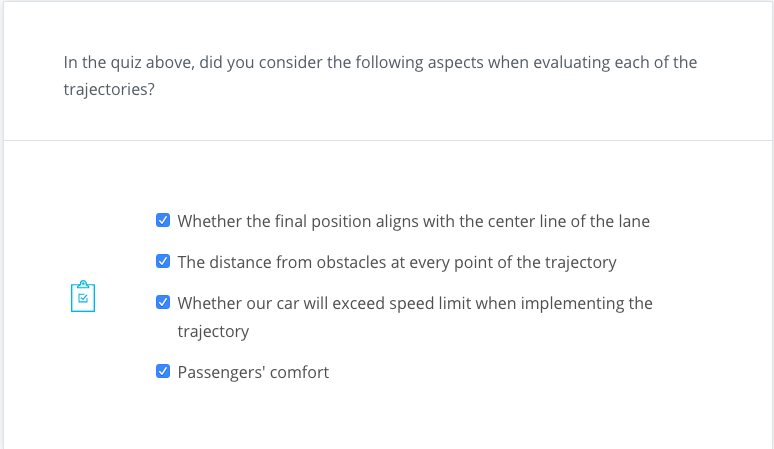 In the quiz above, did you consider the following aspects when evaluating each of the
trajectories?
Whether the final position aligns with the center line of the lane
The distance from obstacles at every point of the trajectory
Whether our car will exceed speed limit when implementing the
trajectory
Passengers' comfort